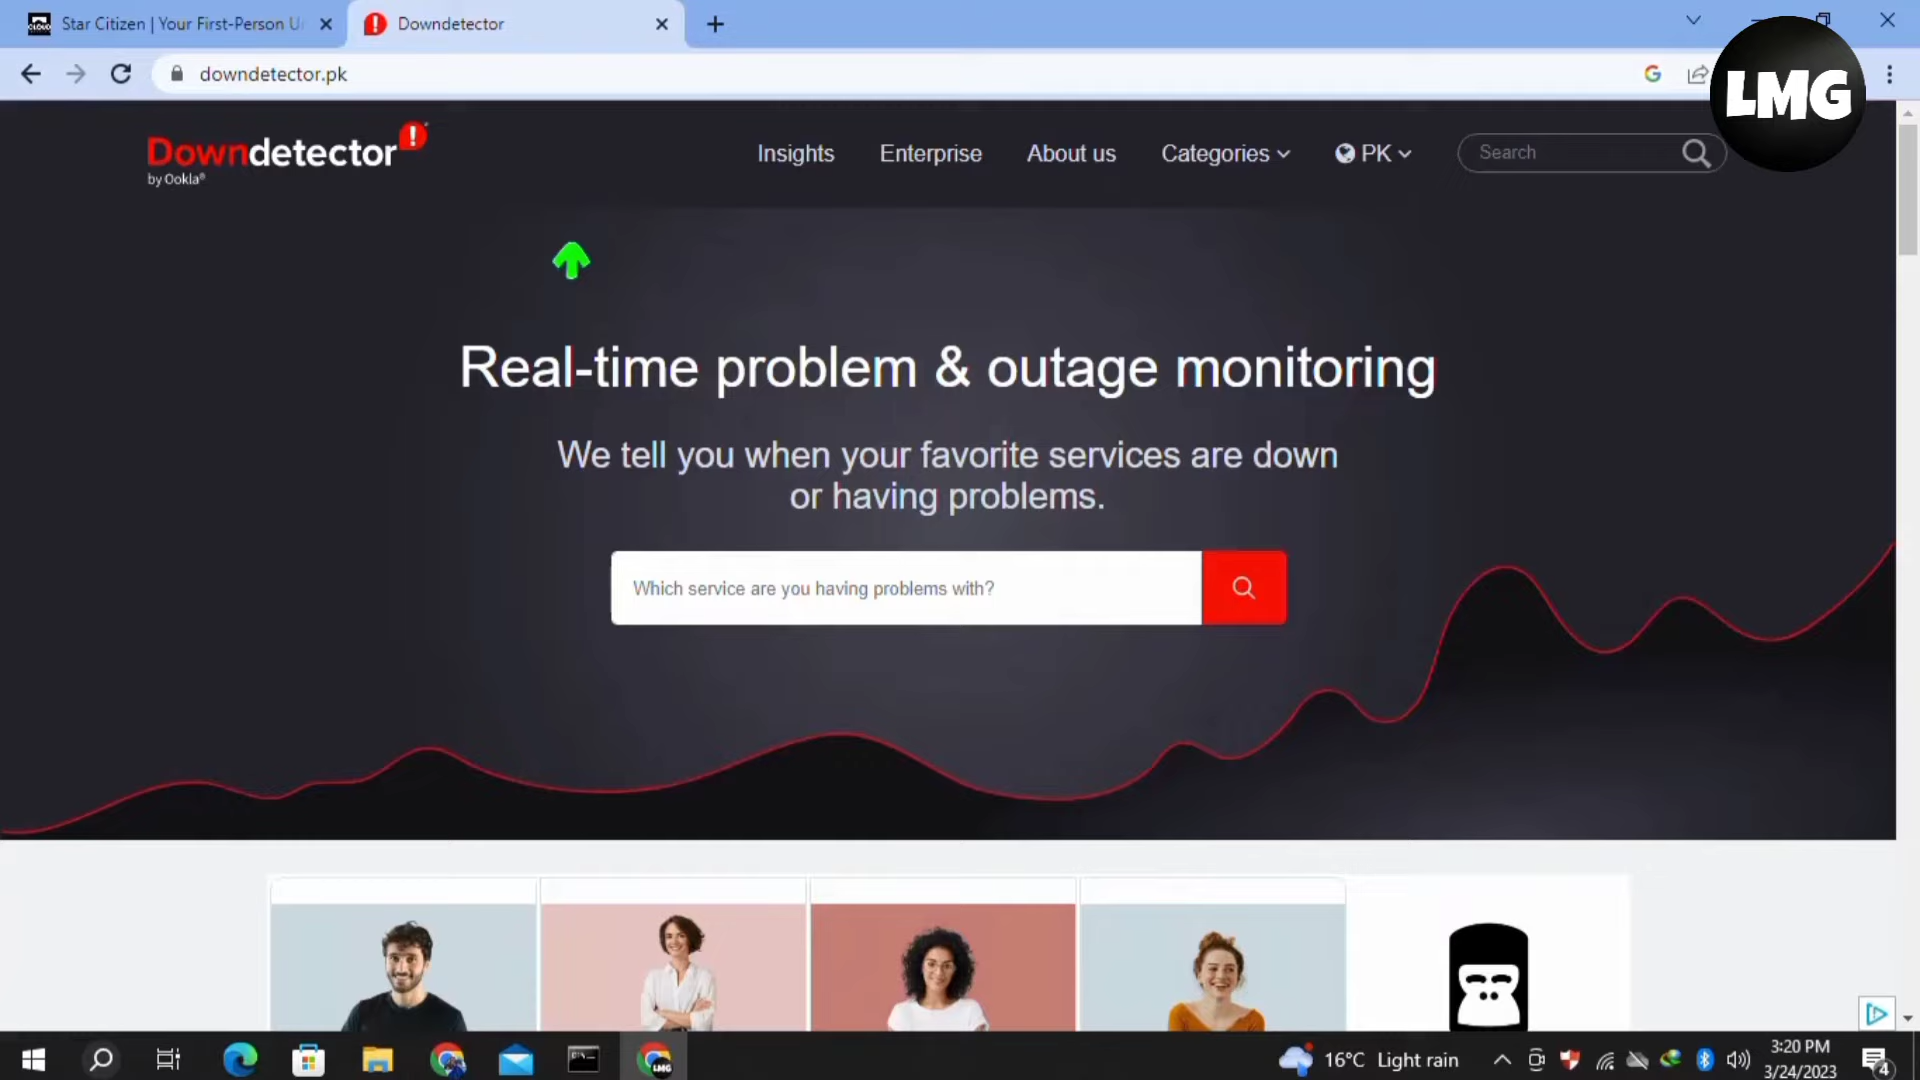 Star Citizen | Your First-Person U
Downdetector
downdetector.pk
LMG
Downdetector!
by Ookla®
Insights
Enterprise
About us
Categories
PK
Search
Real-time problem & outage monitoring
We tell you when your favorite services are down
or having problems.
Which service are you having problems with?
16°C Light rain
3:20 PM
3/24/2023
4